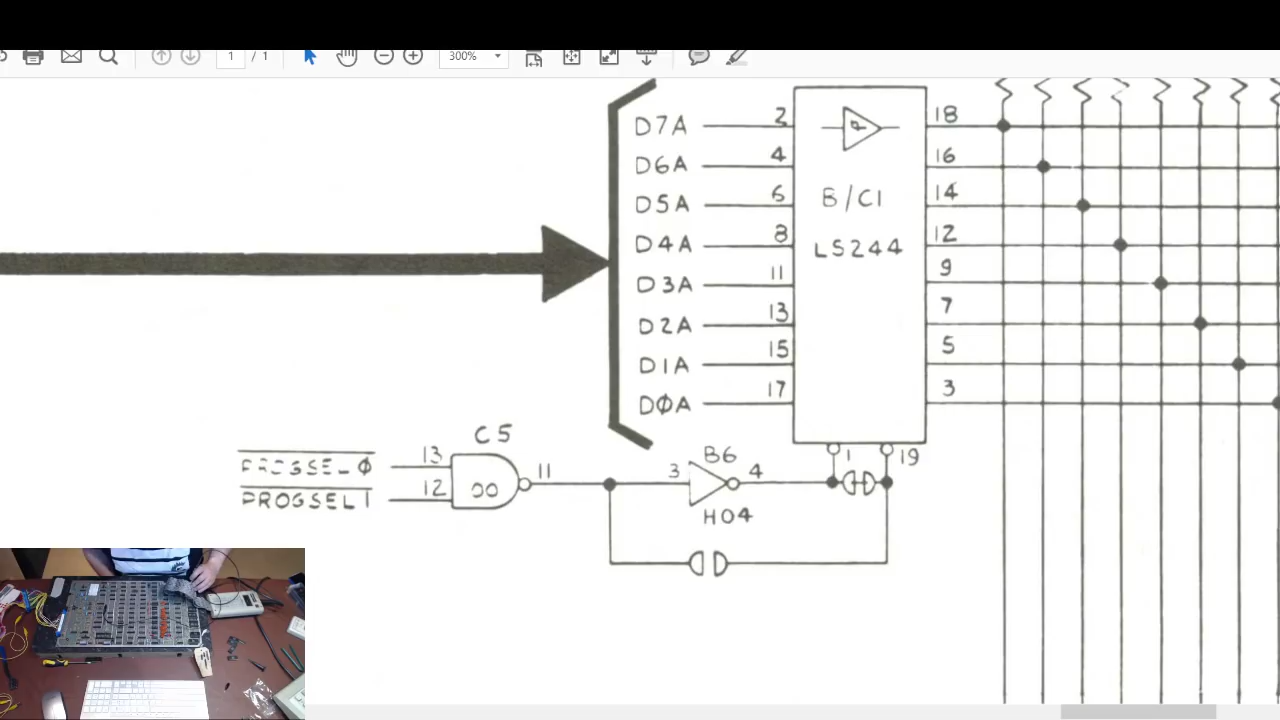 1 / 1
300%
D7A 2 18
D6A 4 16
D5A 6 14
D4A 8 12
D3A 11 9
D2A 13 7
D1A 15 5
DØA 17 3
B/C1
LS244
C5
PROGSELØ 13
PROGSEL1 12
00
11
3
B6
4
H04
1
19